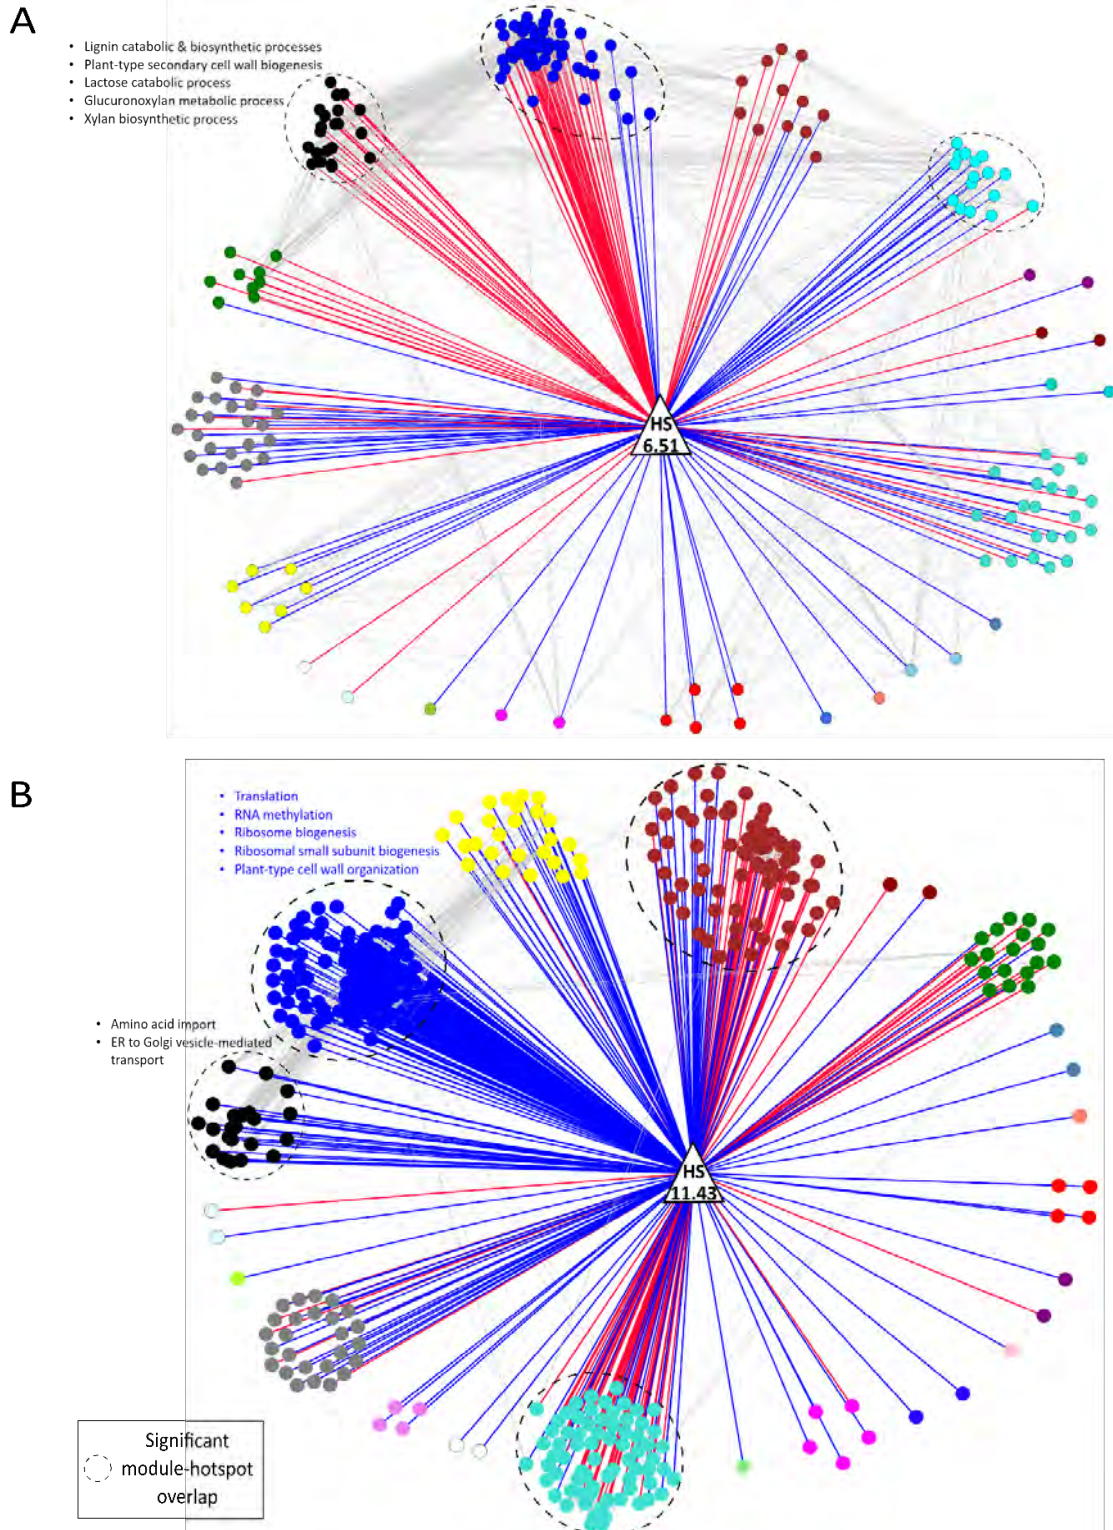 A
• Lignin catabolic & biosynthetic processes
• Plant-type secondary cell wall biogenesis
• Lactose catabolic process
• Glucuronoxylan metabolic process
• Xylan biosynthetic process
HS
6.51
B
• Translation
• RNA methylation
• Ribosome biogenesis
• Ribosomal small subunit biogenesis
• Plant-type cell wall organization
• Amino acid import
• ER to Golgi vesicle-mediated
transport
HS
11.43
Significant
module-hotspot
overlap